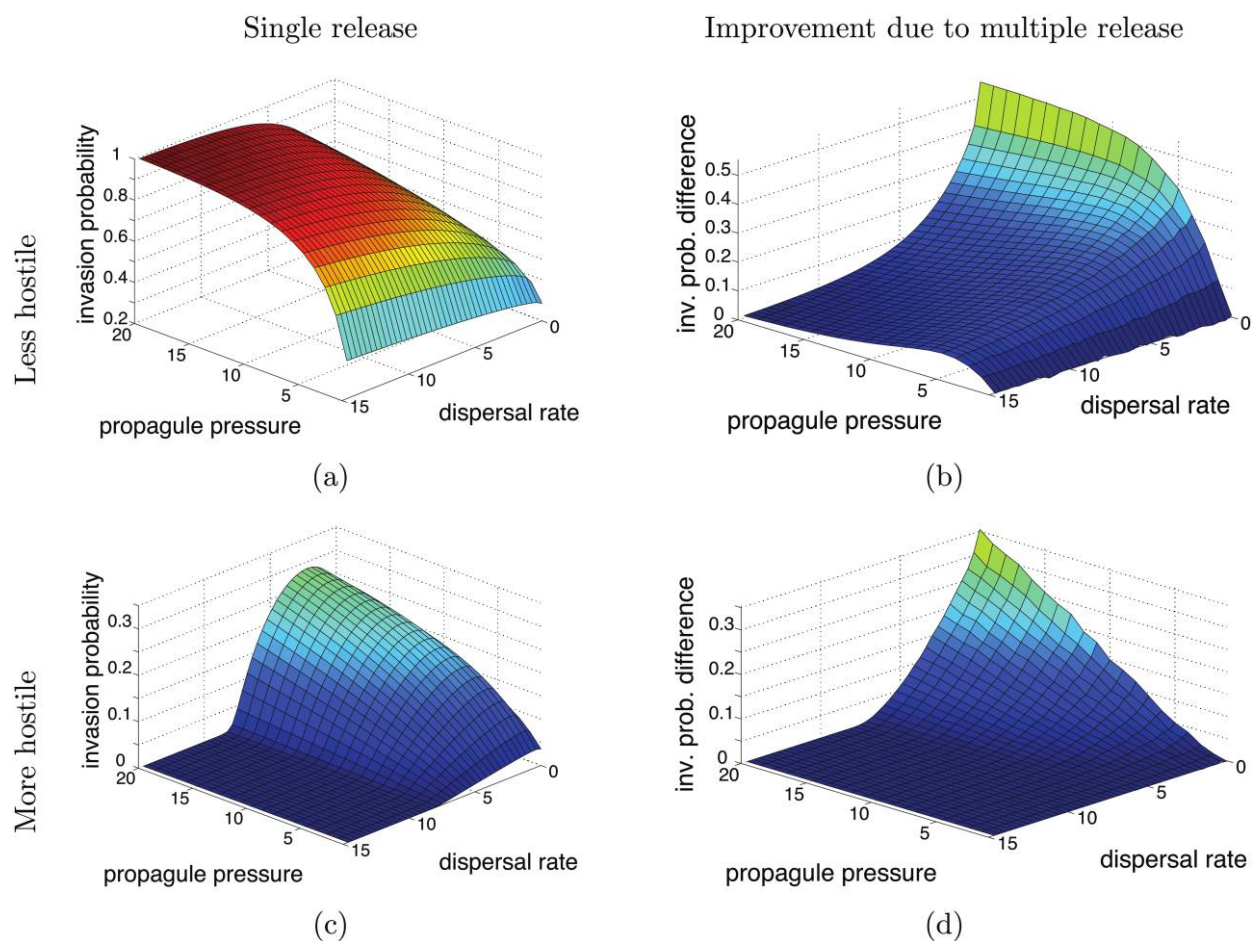 Single release
Improvement due to multiple release
Less hostile
invasion probability
1
0.8
0.6
0.4
0.2
20
15
10
5
propagule pressure
15
10
5
0
dispersal rate
(a)
inv. prob. difference
0.5
0.4
0.3
0.2
0.1
0
20
15
10
5
propagule pressure
15
10
5
0
dispersal rate
(b)
More hostile
invasion probability
0.3
0.2
0.1
0
20
15
10
5
propagule pressure
15
10
5
0
dispersal rate
(c)
inv. prob. difference
0.3
0.2
0.1
0
20
15
10
5
propagule pressure
15
10
5
0
dispersal rate
(d)